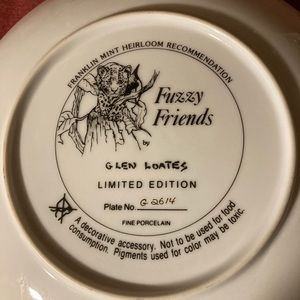 FRANKLIN MINT HEIRLOOM RECOMMENDATION
Fuzzy
Friends
by
GLEN LOATES
LIMITED EDITION
Plate No. G2614
FINE PORCELAIN
A decorative accessory. Not to be used for food
consumption. Pigments used for color may be toxic.